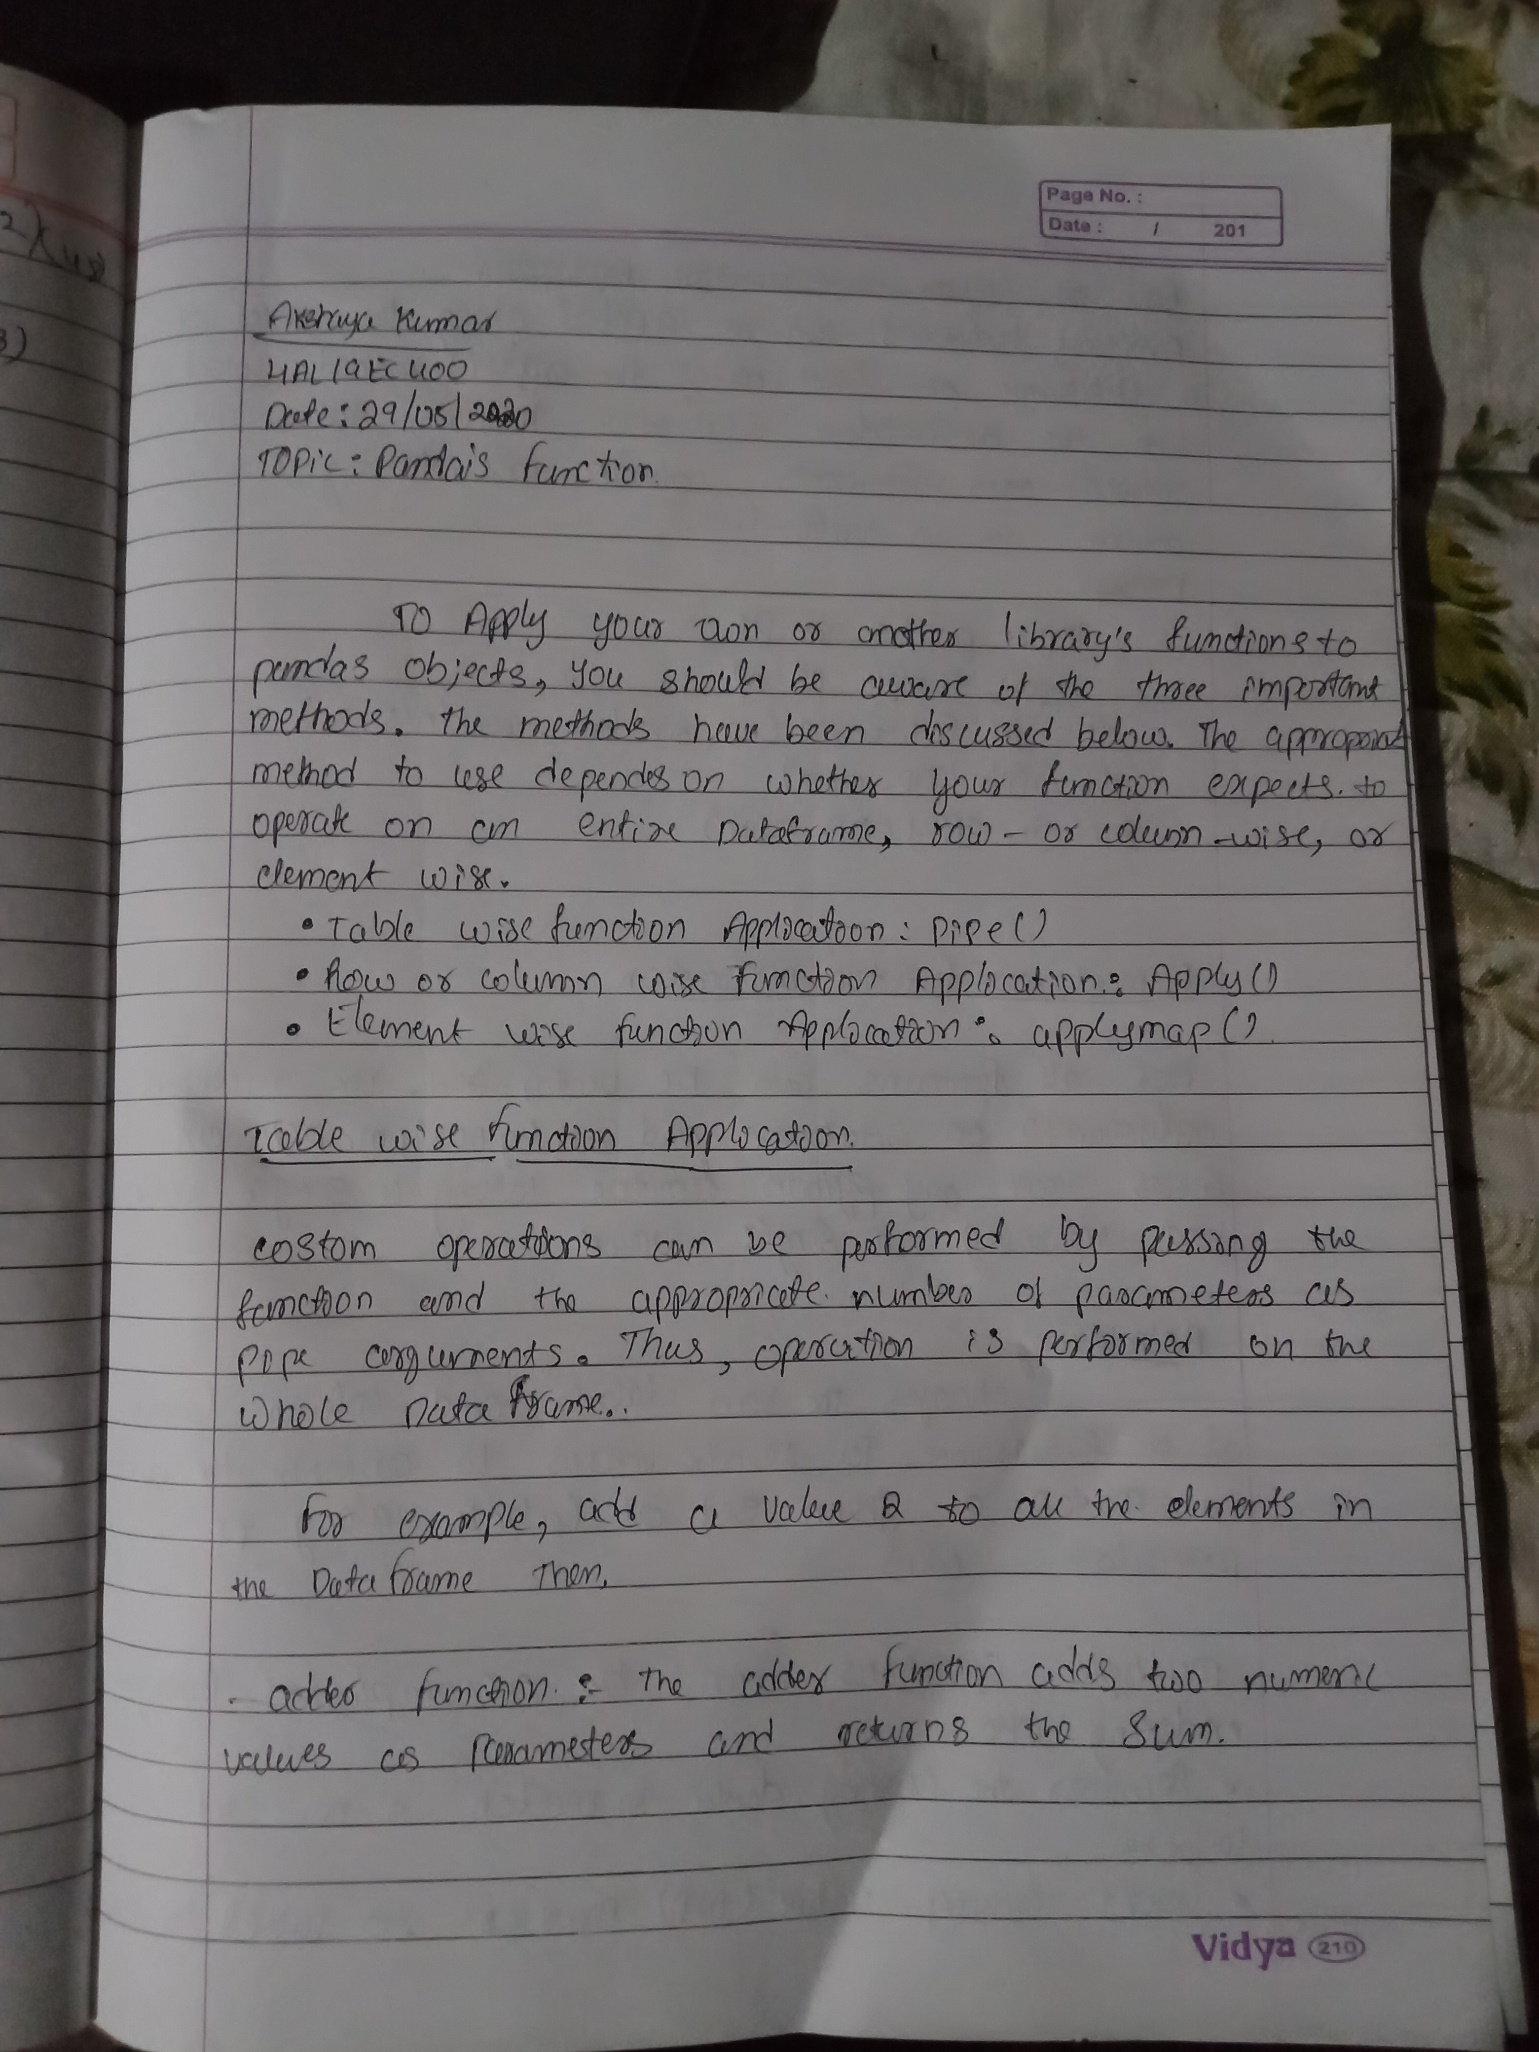 Page No. :
Date : / 201
2)
3)
Akshaya Kumar
4AL19EC400
Date: 29/05/2020
TOPIC: Panda's function.
TO Apply your own or another library's functions to
pandas objects, you should be aware of the three important
methods. the methods have been discussed below. The appropriat
method to use dependes on whether your function expects. to
operate on an entire Dataframe, row - or column -wise, or
element wise.
• Table wise function Application: pipe()
• Row or column wise function Application: Apply()
• Element wise function Application: applymap().
Table wise function Application.
costom operations can be performed by passing the
function and the appropriate. number of parameters as
pipe arguments. Thus, operation is performed on the
whole Data frame..
for example, add a value 2 to all the elements in
the Data frame Then,
. adder function :- The adder function adds two numeric
values as parameters and returns the sum.
Vidya 210